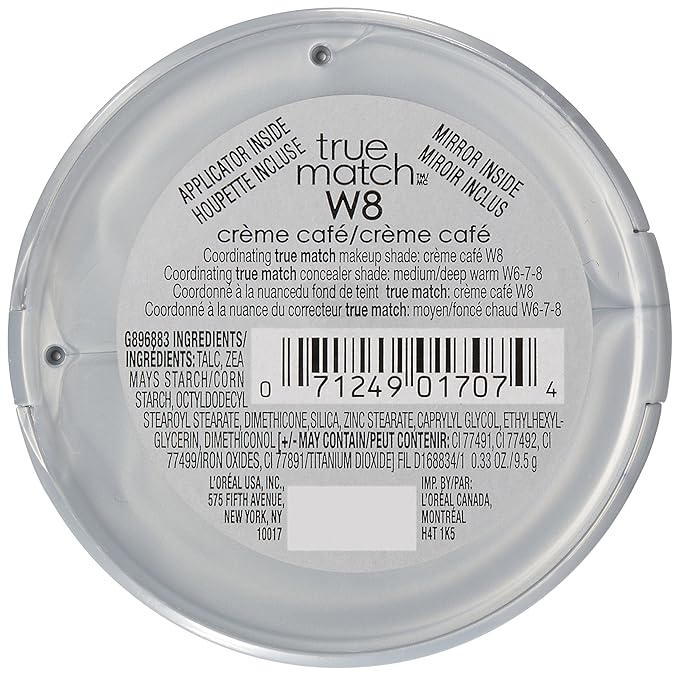 APPLICATOR INSIDE
HOUPETTE INCLUSE
true
match TM/MC
MIRROR INSIDE
MIROIR INCLUS
W8
crème café/crème café
Coordinating true match makeup shade: crème café W8
Coordinating true match concealer shade: medium/deep warm W6-7-8
Coordonné à la nuancedu fond de teint true match: crème café W8
Coordonné à la nuance du correcteur true match: moyen/foncé chaud W6-7-8
G896883 INGREDIENTS/
INGRÉDIENTS: TALC, ZEA
MAYS STARCH/CORN
STARCH, OCTYLDODECYL
0 71249 01707 4
STEAROYL STEARATE, DIMETHICONE,SILICA, ZINC STEARATE,CAPRYLYL GLYCOL, ETHYLHEXYL-
GLYCERIN, DIMETHICONOL [+/- MAY CONTAIN/PEUT CONTENIR: CI 77491, CI 77492, CI
77499/IRON OXIDES, CI 77891/TITANIUM DIOXIDE] FIL D168834/1 0.33 OZ./9.5 g
L'ORÉAL USA, INC.,
575 FIFTH AVENUE,
NEW YORK, NY
10017
IMP. BY/PAR:
L'ORÉAL CANADA,
MONTRÉAL
H4T 1K5